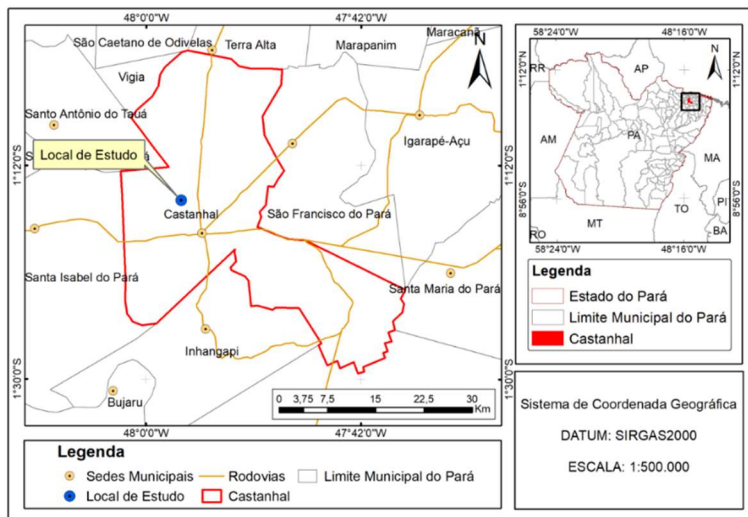 48°0'0"W
47°42'0"W
São Caetano de Odivelas
Terra Alta
Marapanim
Maracanã
N
Vigia
Santo Antônio do Tauá
Igarapé-Açu
1°12'0"S
1°12'0"S
Local de Estudo
Castanhal
São Francisco do Pará
Santa Isabel do Pará
Santa Maria do Pará
Inhangapi
1°30'0"S
1°30'0"S
Bujaru
0 3,75 7,5 15 22,5 30
Km
48°0'0"W
47°42'0"W
Legenda
Sedes Municipais
Rodovias
Limite Municipal do Pará
Local de Estudo
Castanhal
58°24'0"W
48°16'0"W
1°12'0"N
1°12'0"N
RR
AP
N
AM
PA
MA
8°56'0"S
8°56'0"S
TO
PI
MT
RO
BA
58°24'0"W
48°16'0"W
Legenda
Estado do Pará
Limite Municipal do Pará
Castanhal
Sistema de Coordenada Geográfica
DATUM: SIRGAS2000
ESCALA: 1:500.000